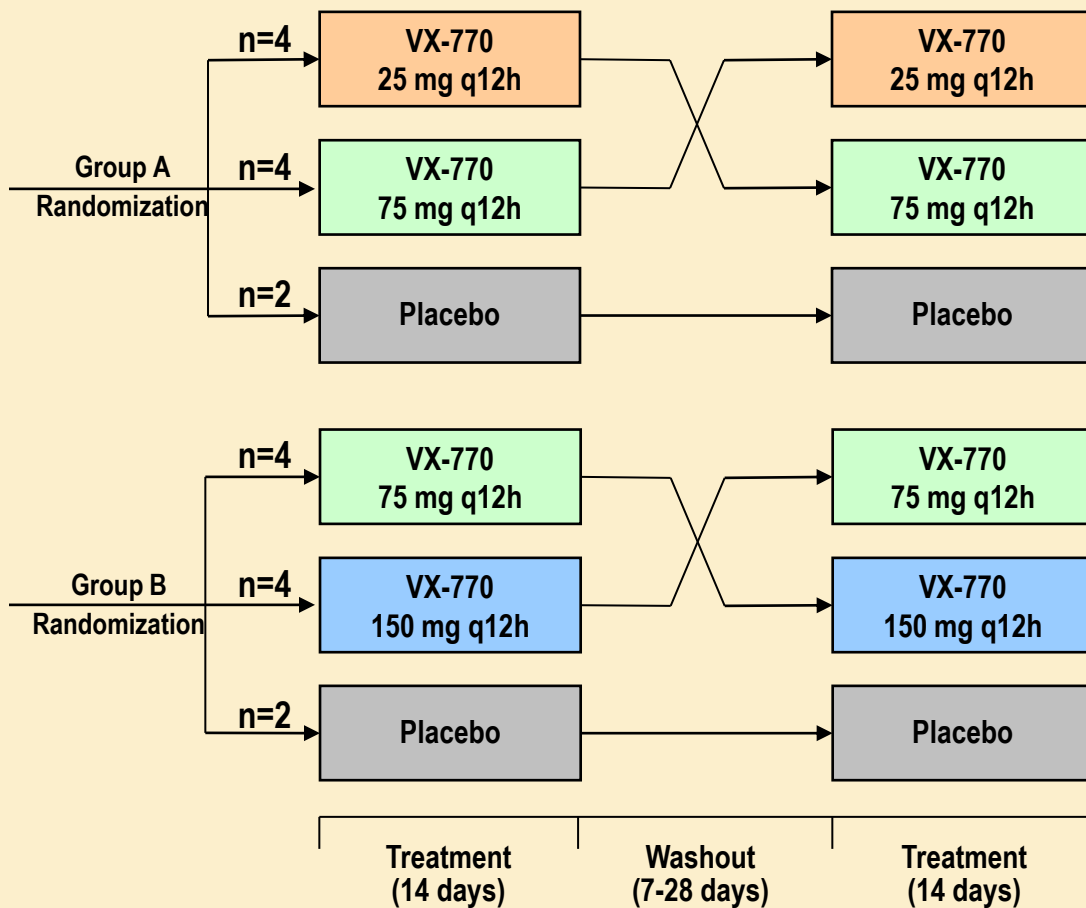 n=4
VX-770
25 mg q12h
VX-770
25 mg q12h
Group A
Randomization
n=4
VX-770
75 mg q12h
VX-770
75 mg q12h
n=2
Placebo
Placebo
n=4
VX-770
75 mg q12h
VX-770
75 mg q12h
Group B
Randomization
n=4
VX-770
150 mg q12h
VX-770
150 mg q12h
n=2
Placebo
Placebo
Treatment
(14 days)
Washout
(7-28 days)
Treatment
(14 days)